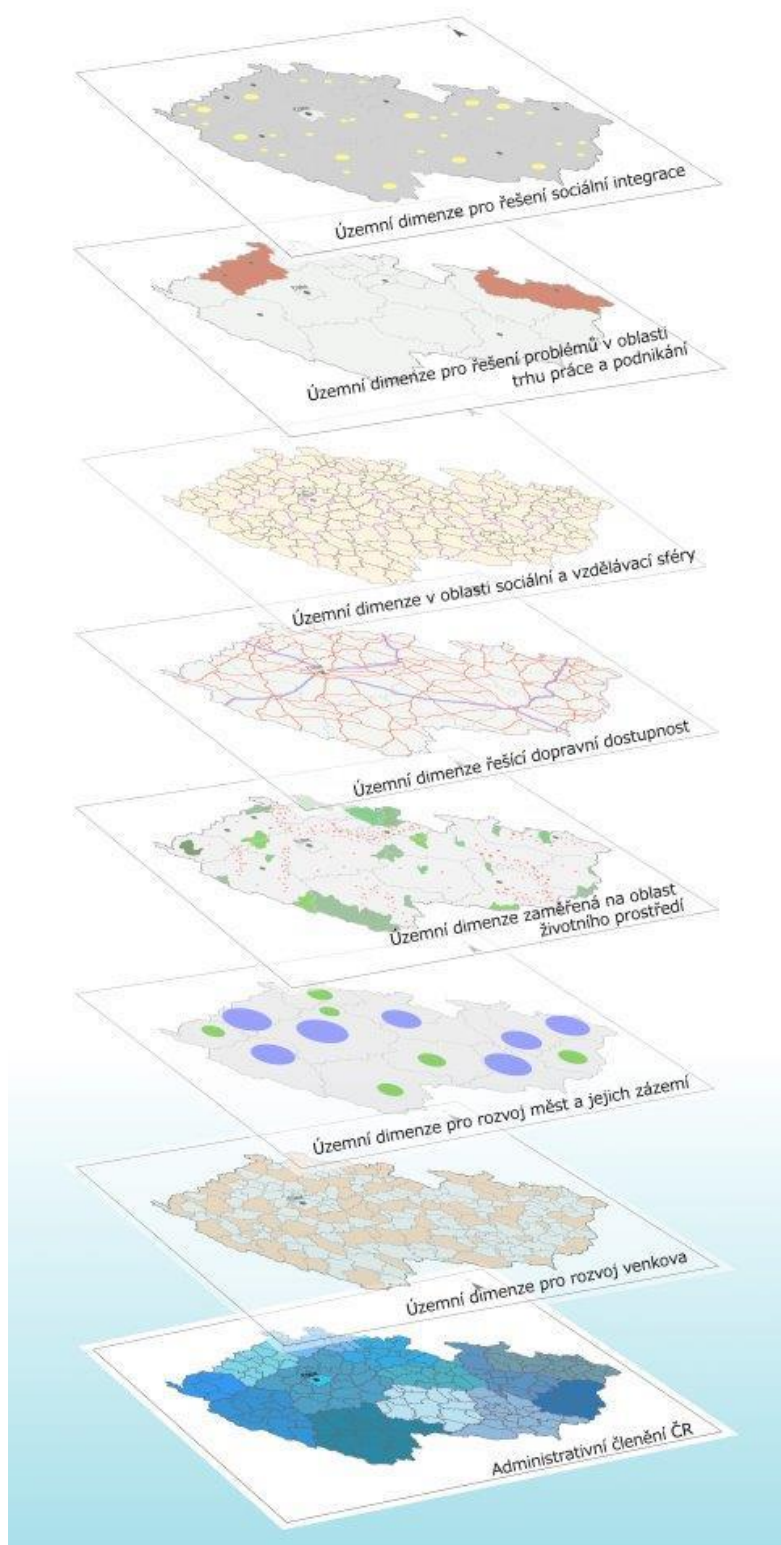 Územní dimenze pro řešení sociální integrace
Územní dimenze pro řešení problémů v oblasti
trhu práce a podnikání
Územní dimenze v oblasti sociální a vzdělávací sféry
Územní dimenze řešící dopravní dostupnost
Územní dimenze zaměřená na oblast
životního prostředí
Územní dimenze pro rozvoj měst a jejich zázemí
Územní dimenze pro rozvoj venkova
Administrativní členění ČR